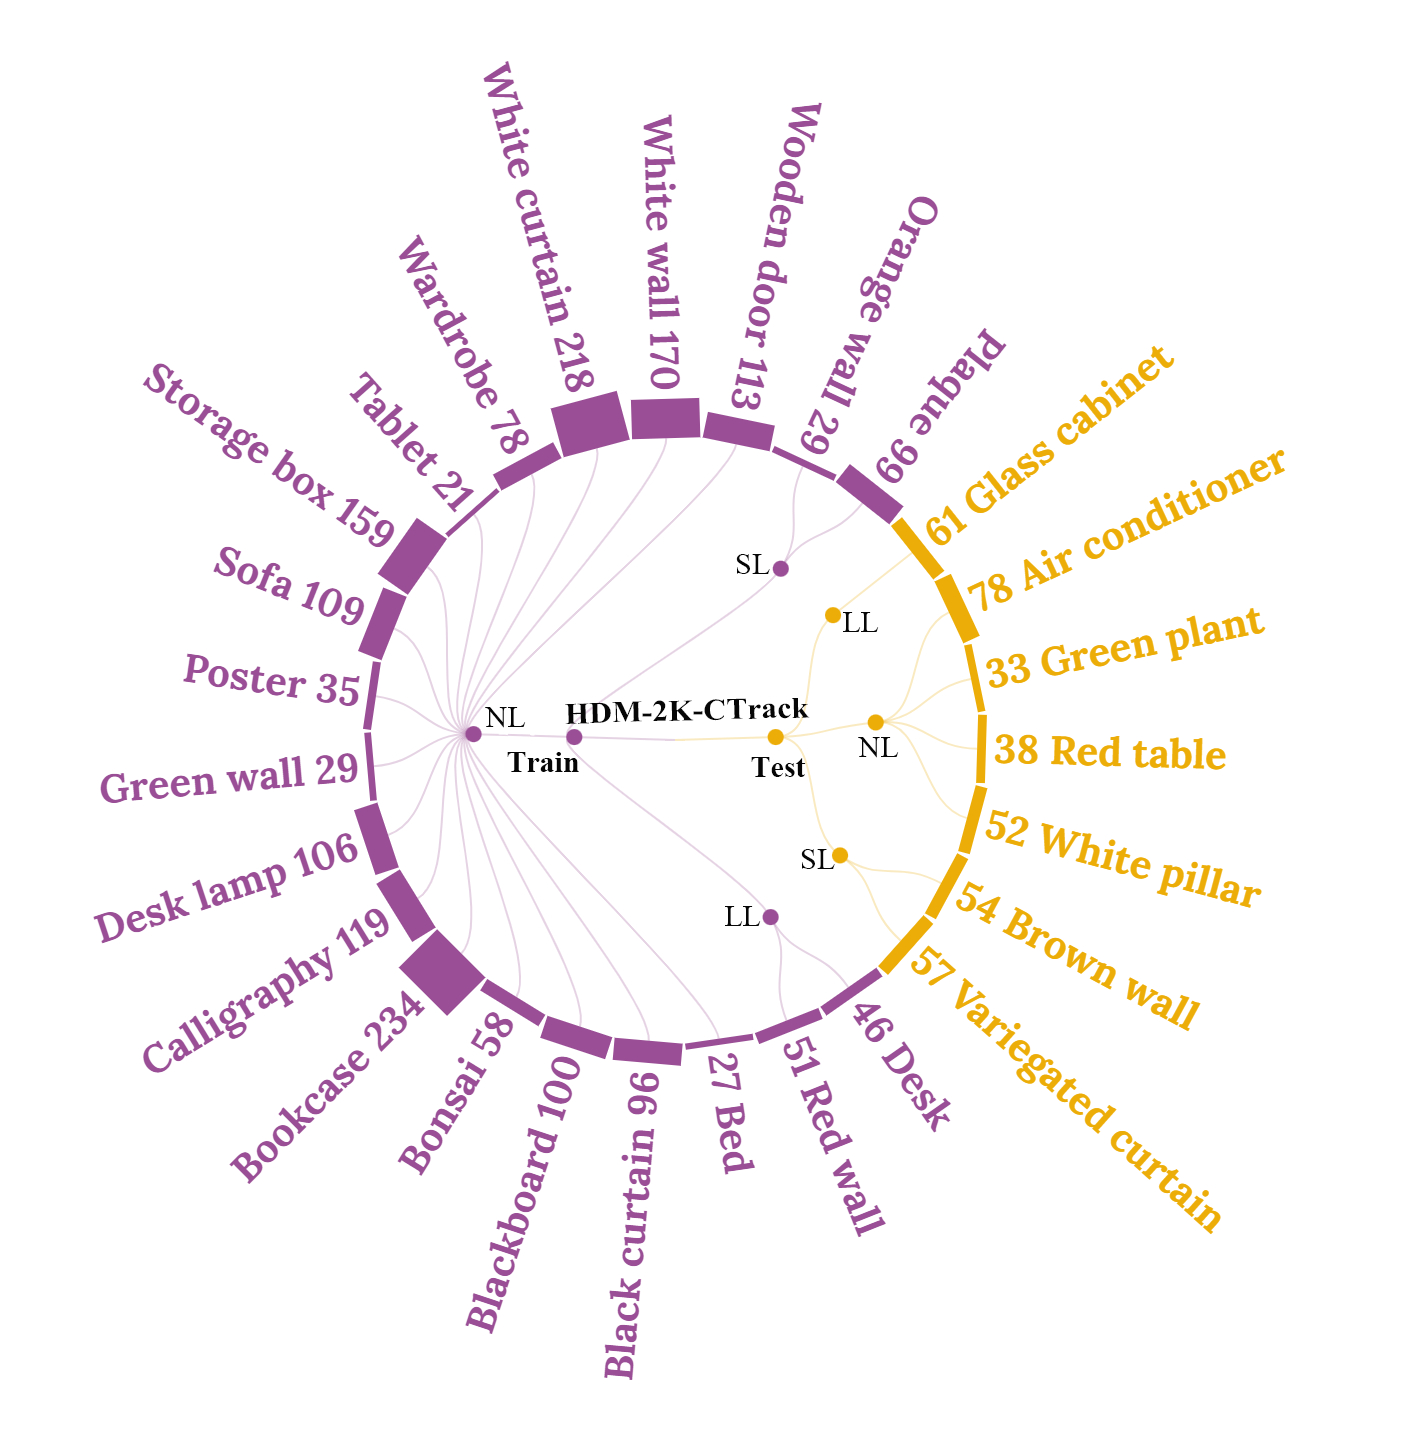 White curtain 218
White wall 170
Wooden door 113
Orange wall 29
Plaque 99
61 Glass cabinet
78 Air conditioner
33 Green plant
38 Red table
52 White pillar
54 Brown wall
57 Variegated curtain
46 Desk
51 Red wall
27 Bed
Black curtain 96
Blackboard 100
Bonsai 58
Bookcase 234
Calligraphy 119
Desk lamp 106
Green wall 29
Poster 35
Sofa 109
Storage box 159
Tablet 21
Wardrobe 78
SL
LL
NL
HDM-2K-CTrack
Train
Test
NL
SL
LL